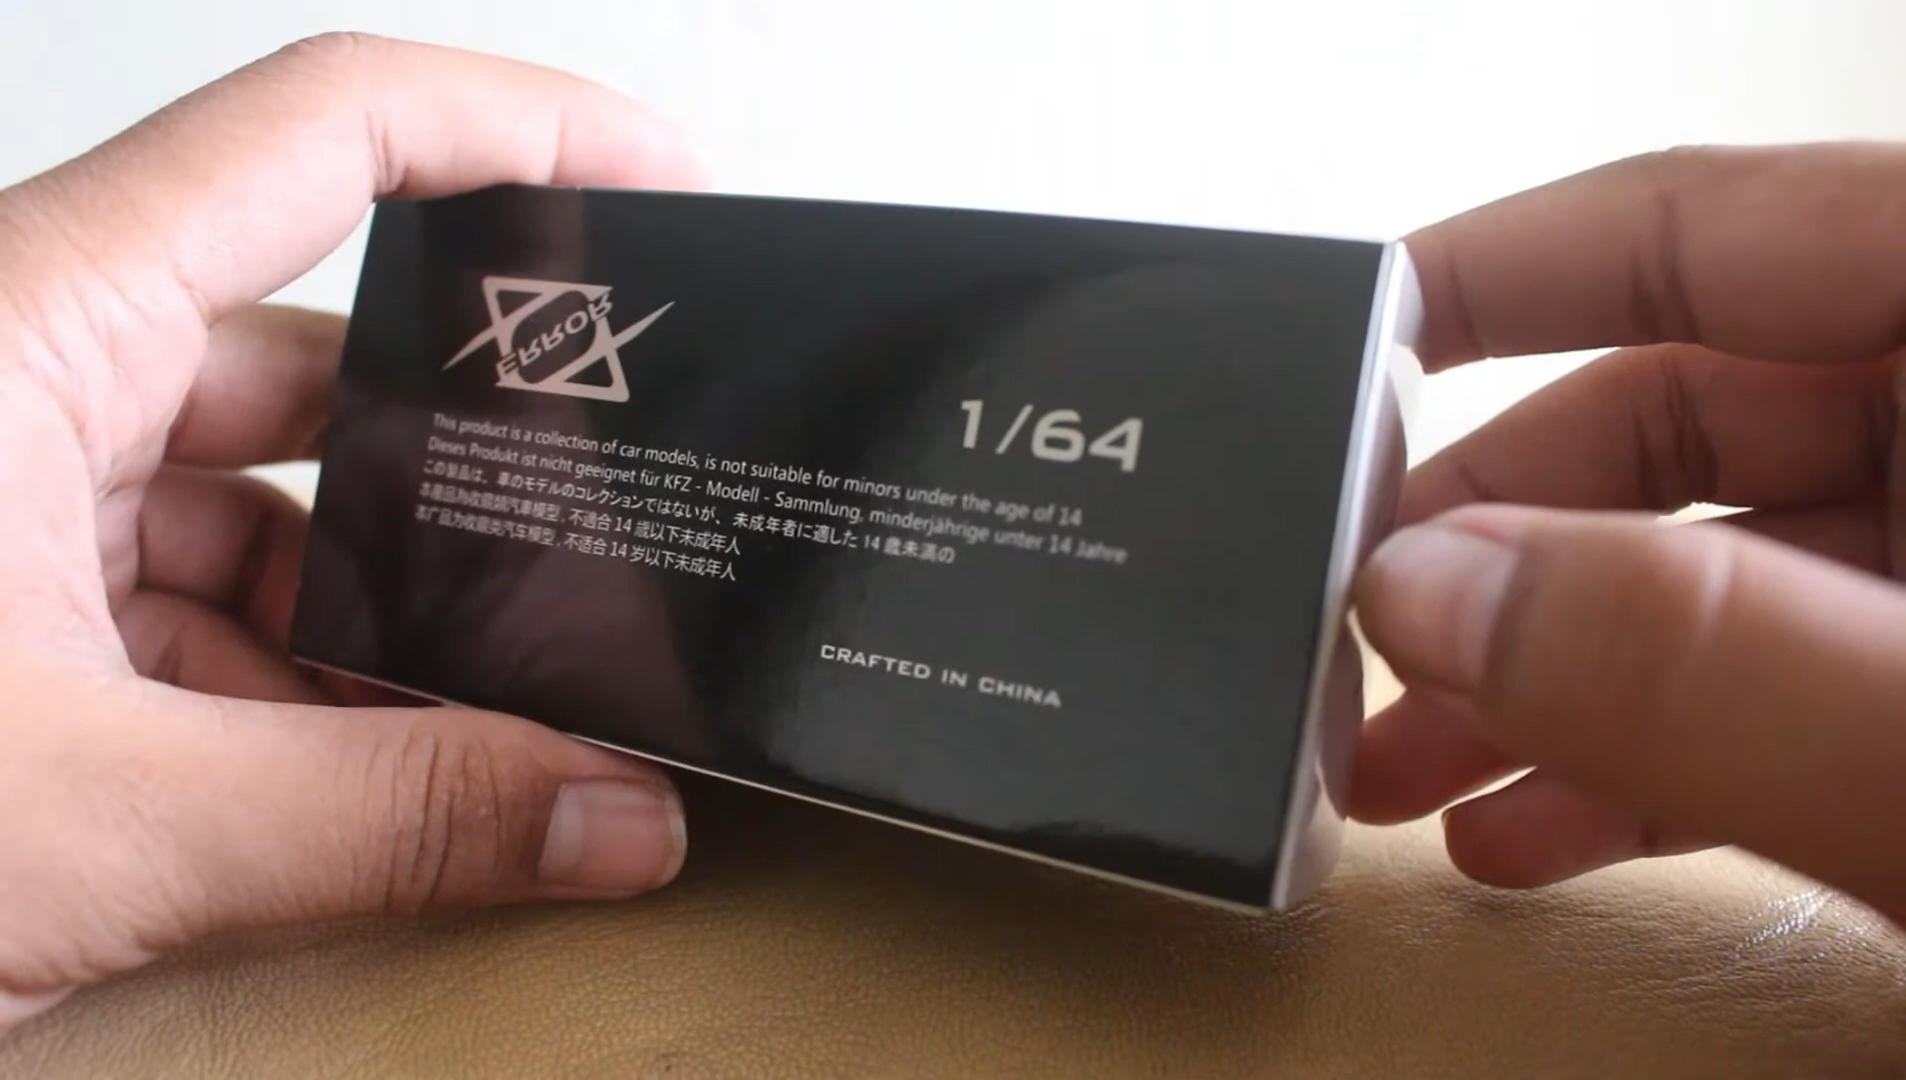 ERROR
1/64
This product is a collection of car models, is not suitable for minors under the age of 14
Dieses Produkt ist nicht geeignet für KFZ - Modell - Sammlung, minderjährige unter 14 Jahre
この製品は、車のモデルのコレクションではないが、未成年者に適した 14 歳未満の
本產品為收藏類汽車模型,不適合 14 歲以下未成年人
本产品为收藏类汽车模型,不适合 14 岁以下未成年人
CRAFTED IN CHINA